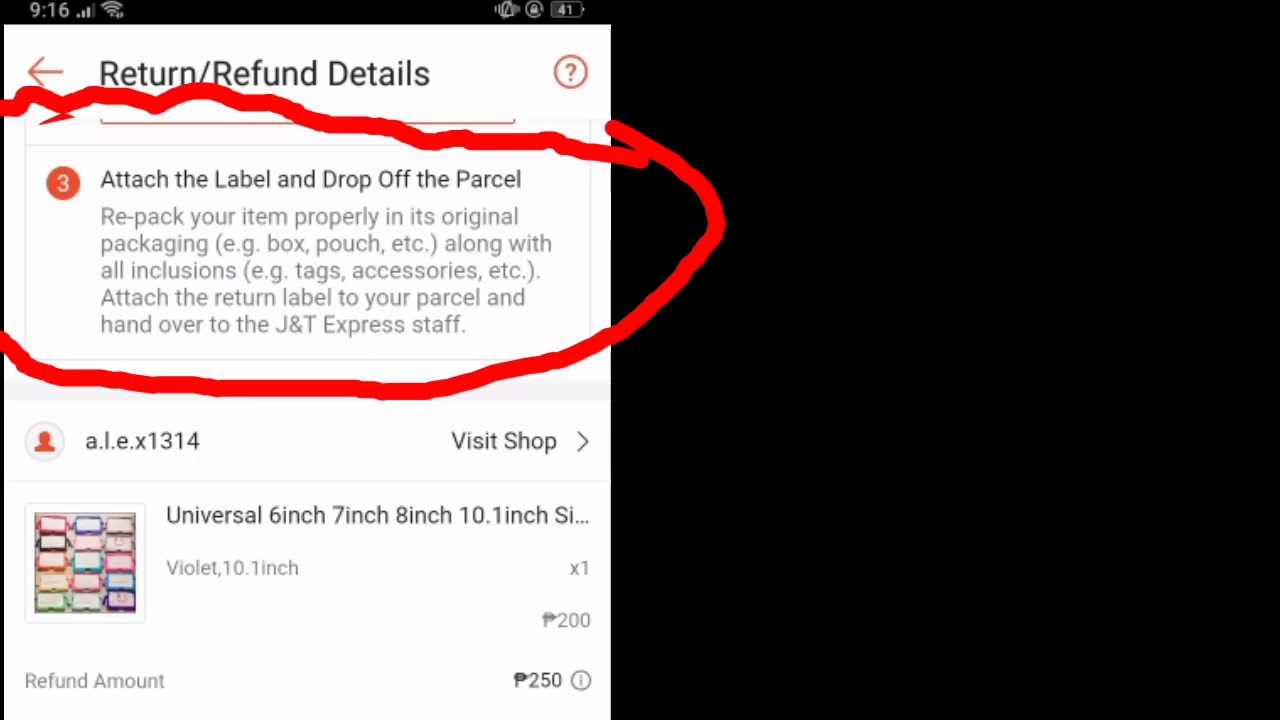 9:16 41
Return/Refund Details ?
3 Attach the Label and Drop Off the Parcel
Re-pack your item properly in its original
packaging (e.g. box, pouch, etc.) along with
all inclusions (e.g. tags, accessories, etc.).
Attach the return label to your parcel and
hand over to the J&T Express staff.
a.l.e.x1314 Visit Shop
Universal 6inch 7inch 8inch 10.1inch Si...
Violet,10.1inch x1
₱200
Refund Amount ₱250